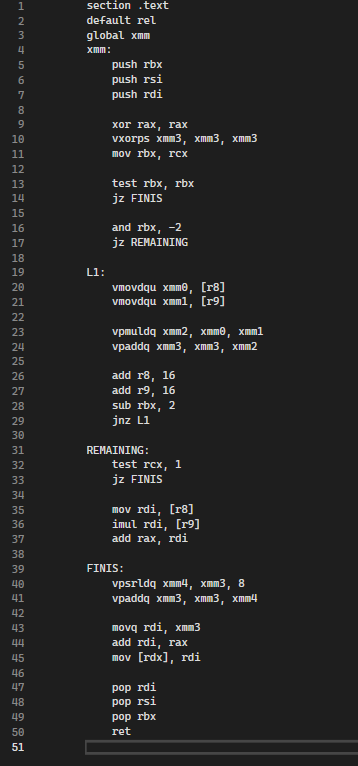 1 section .text
2 default rel
3 global xmm
4 xmm:
5 push rbx
6 push rsi
7 push rdi
8
9 xor rax, rax
10 vxorps xmm3, xmm3, xmm3
11 mov rbx, rcx
12
13 test rbx, rbx
14 jz FINIS
15
16 and rbx, -2
17 jz REMAINING
18
19 L1:
20 vmovdqu xmm0, [r8]
21 vmovdqu xmm1, [r9]
22
23 vpmuldq xmm2, xmm0, xmm1
24 vpaddq xmm3, xmm3, xmm2
25
26 add r8, 16
27 add r9, 16
28 sub rbx, 2
29 jnz L1
30
31 REMAINING:
32 test rcx, 1
33 jz FINIS
34
35 mov rdi, [r8]
36 imul rdi, [r9]
37 add rax, rdi
38
39 FINIS:
40 vpsrldq xmm4, xmm3, 8
41 vpaddq xmm3, xmm3, xmm4
42
43 movq rdi, xmm3
44 add rdi, rax
45 mov [rdx], rdi
46
47 pop rdi
48 pop rsi
49 pop rbx
50 ret
51